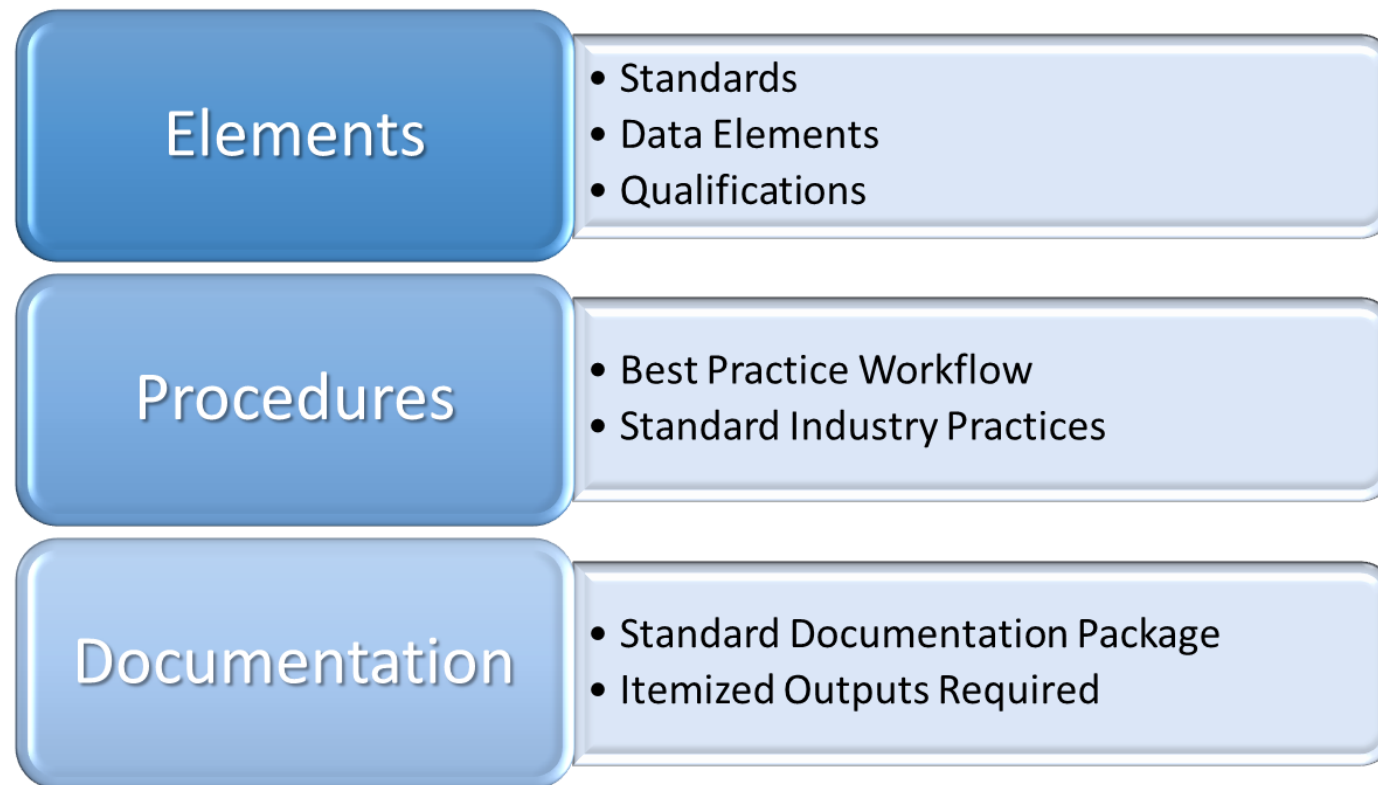 Elements
• Standards
• Data Elements
• Qualifications
Procedures
• Best Practice Workflow
• Standard Industry Practices
Documentation
• Standard Documentation Package
• Itemized Outputs Required